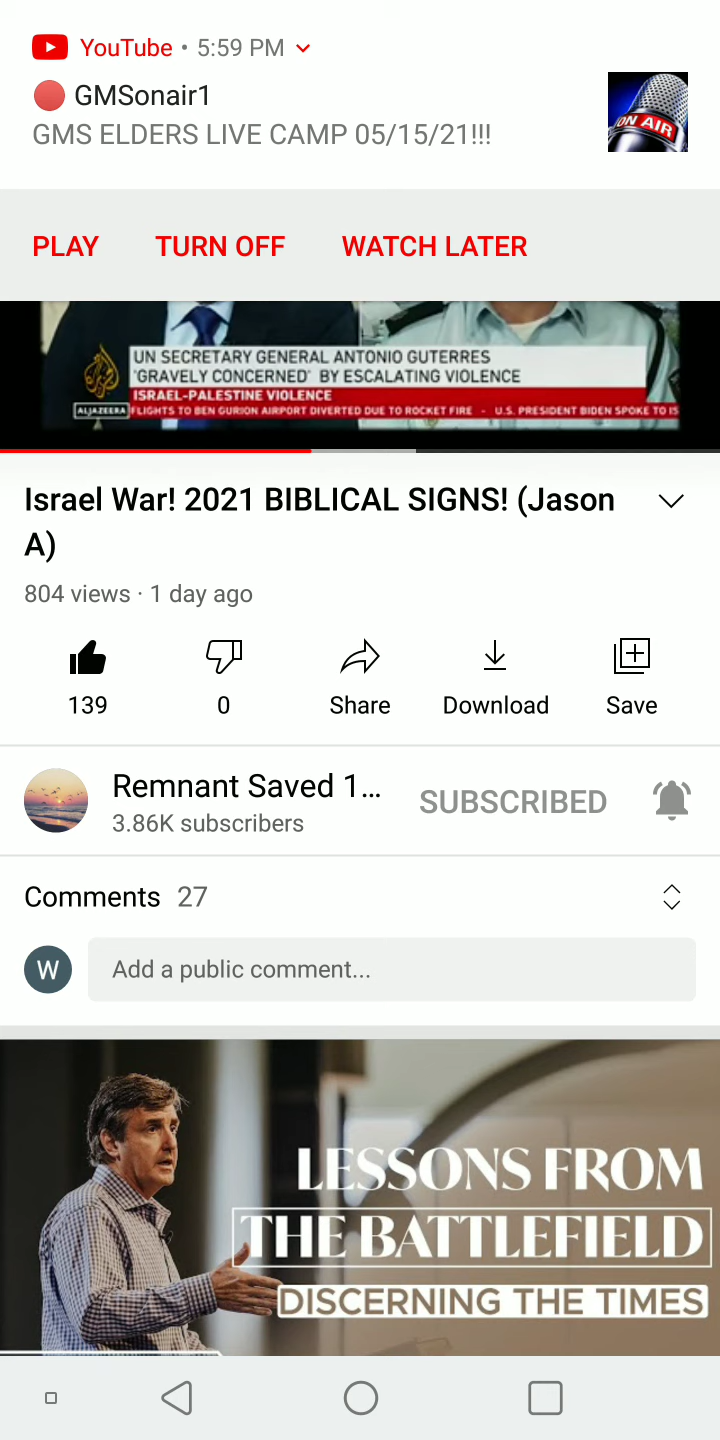 YouTube • 5:59 PM
GMSonair1
GMS ELDERS LIVE CAMP 05/15/21!!!
ON AIR
PLAY TURN OFF WATCH LATER
UN SECRETARY GENERAL ANTONIO GUTERRES
'GRAVELY CONCERNED' BY ESCALATING VIOLENCE
ISRAEL-PALESTINE VIOLENCE
ALJAZEERA FLIGHTS TO BEN GURION AIRPORT DIVERTED DUE TO ROCKET FIRE - U.S. PRESIDENT BIDEN SPOKE TO IS
Israel War! 2021 BIBLICAL SIGNS! (Jason
A)
804 views · 1 day ago
139 0 Share Download Save
Remnant Saved 1... SUBSCRIBED
3.86K subscribers
Comments 27
W Add a public comment...
LESSONS FROM
THE BATTLEFIELD
DISCERNING THE TIMES